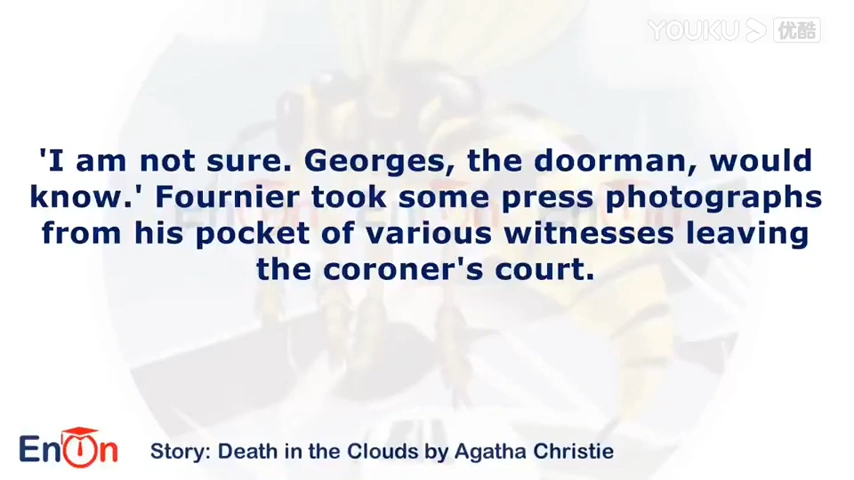 YOUKU 优酷
'I am not sure. Georges, the doorman, would
know.' Fournier took some press photographs
from his pocket of various witnesses leaving
the coroner's court.
EnOn
Story: Death in the Clouds by Agatha Christie